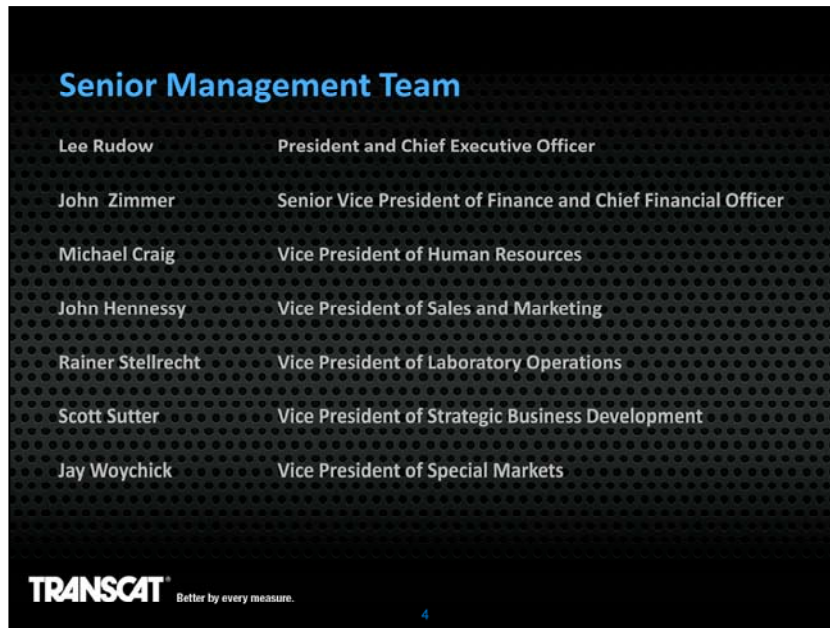 Senior Management Team
Lee Rudow President and Chief Executive Officer
John Zimmer Senior Vice President of Finance and Chief Financial Officer
Michael Craig Vice President of Human Resources
John Hennessy Vice President of Sales and Marketing
Rainer Stellrecht Vice President of Laboratory Operations
Scott Sutter Vice President of Strategic Business Development
Jay Woychick Vice President of Special Markets
TRANSCAT® Better by every measure.
4